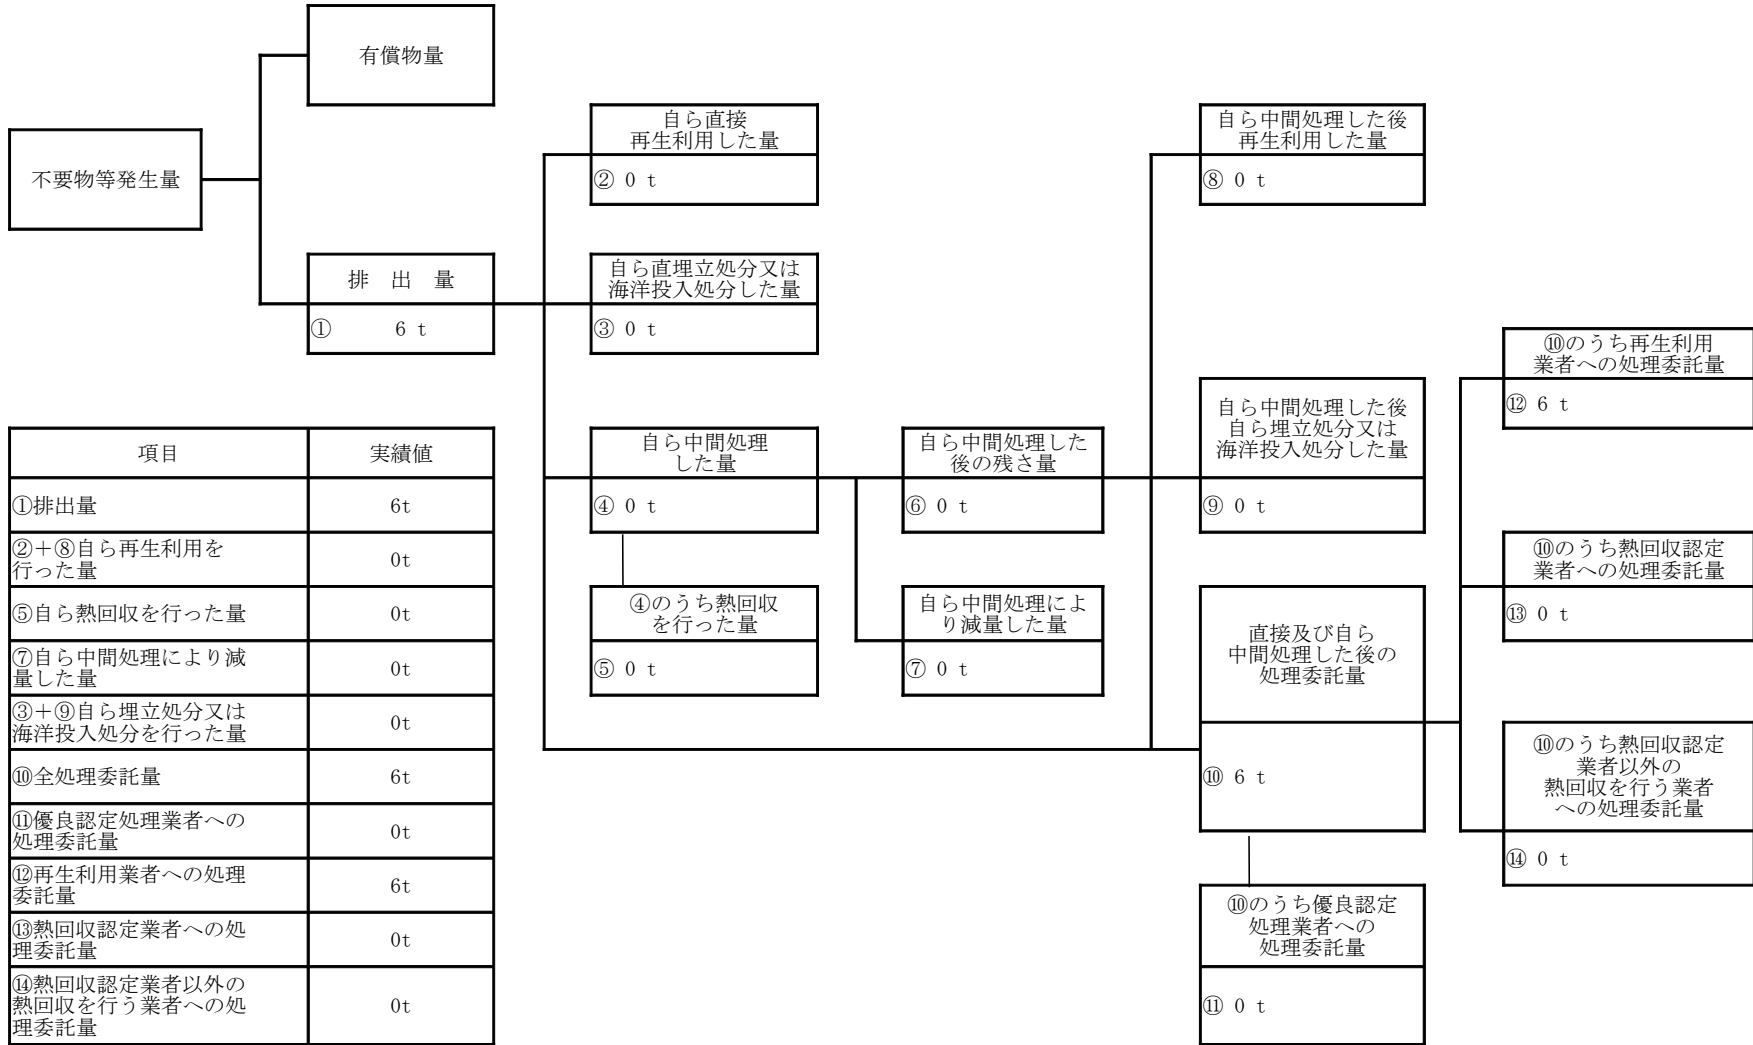 有償物量
不要物等発生量
排 出 量
① 6 t
自ら直接
再生利用した量
② 0 t
自ら直埋立処分又は
海洋投入処分した量
③ 0 t
自ら中間処理
した量
④ 0 t
④のうち熱回収
を行った量
⑤ 0 t
自ら中間処理した
後の残さ量
⑥ 0 t
自ら中間処理によ
り減量した量
⑦ 0 t
自ら中間処理した後
再生利用した量
⑧ 0 t
自ら中間処理した後
自ら埋立処分又は
海洋投入処分した量
⑨ 0 t
直接及び自ら
中間処理した後の
処理委託量
⑩ 6 t
⑩のうち優良認定
処理業者への
処理委託量
⑪ 0 t
⑩のうち再生利用
業者への処理委託量
⑫ 6 t
⑩のうち熱回収認定
業者への処理委託量
⑬ 0 t
⑩のうち熱回収認定
業者以外の
熱回収を行う業者
への処理委託量
⑭ 0 t
項目 実績値
①排出量 6t
②＋⑧自ら再生利用を
行った量 0t
⑤自ら熱回収を行った量 0t
⑦自ら中間処理により減
量した量 0t
③＋⑨自ら埋立処分又は
海洋投入処分を行った量 0t
⑩全処理委託量 6t
⑪優良認定処理業者への
処理委託量 0t
⑫再生利用業者への処理
委託量 6t
⑬熱回収認定業者への処
理委託量 0t
⑭熱回収認定業者以外の
熱回収を行う業者への処
理委託量 0t